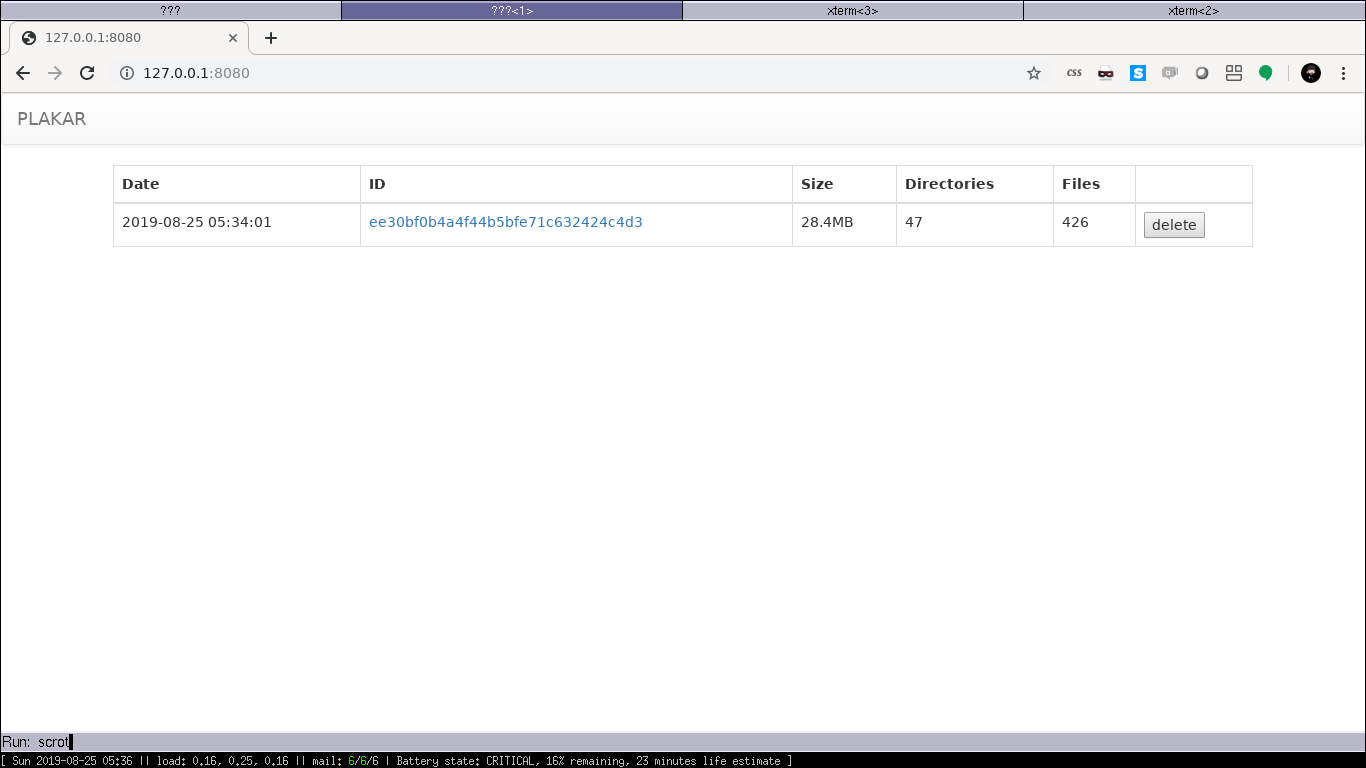 ??? ???<1> xterm<3> xterm<2>
127.0.0.1:8080
127.0.0.1:8080 css S
PLAKAR
Date ID Size Directories Files
2019-08-25 05:34:01 ee30bf0b4a4f44b5bfe71c632424c4d3 28.4MB 47 426 delete
Run: scrot
[ Sun 2019-08-25 05:36 || load: 0.16, 0.25, 0.16 || mail: 6/6/6 | Battery state: CRITICAL, 16% remaining, 23 minutes life estimate ]